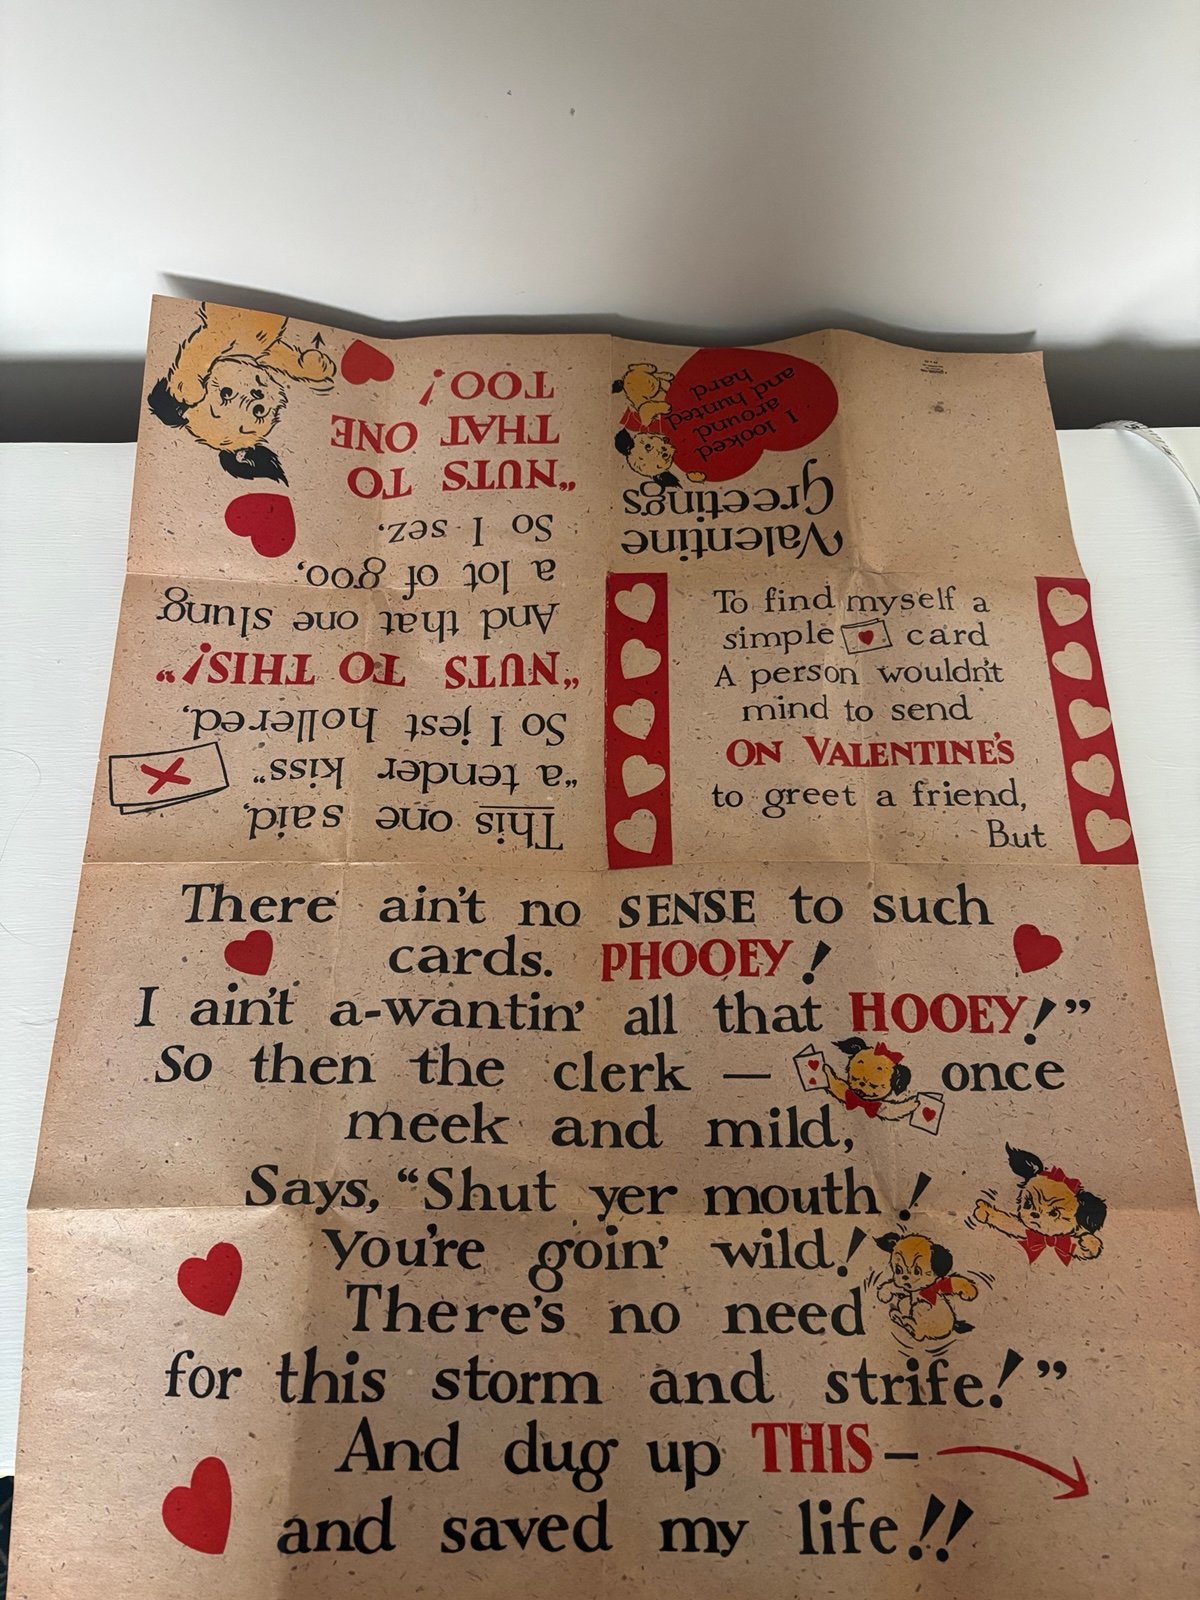 Valentine
Greetings
I looked
around
and hunted
hard
To find myself a
simple card
A person wouldn't
mind to send
ON VALENTINE'S
to greet a friend,
But
This one said,
"a tender kiss"
So I jest hollered,
"NUTS TO THIS!"
And that one slung
a lot of goo,
So I sez,
"NUTS TO
THAT ONE
TOO!
There ain't no SENSE to such
cards. PHOOEY!
I ain't a-wantin' all that HOOEY!"
So then the clerk — once
meek and mild,
Says, "Shut yer mouth!
You're goin' wild!
There's no need
for this storm and strife!"
And dug up THIS —
and saved my life!!